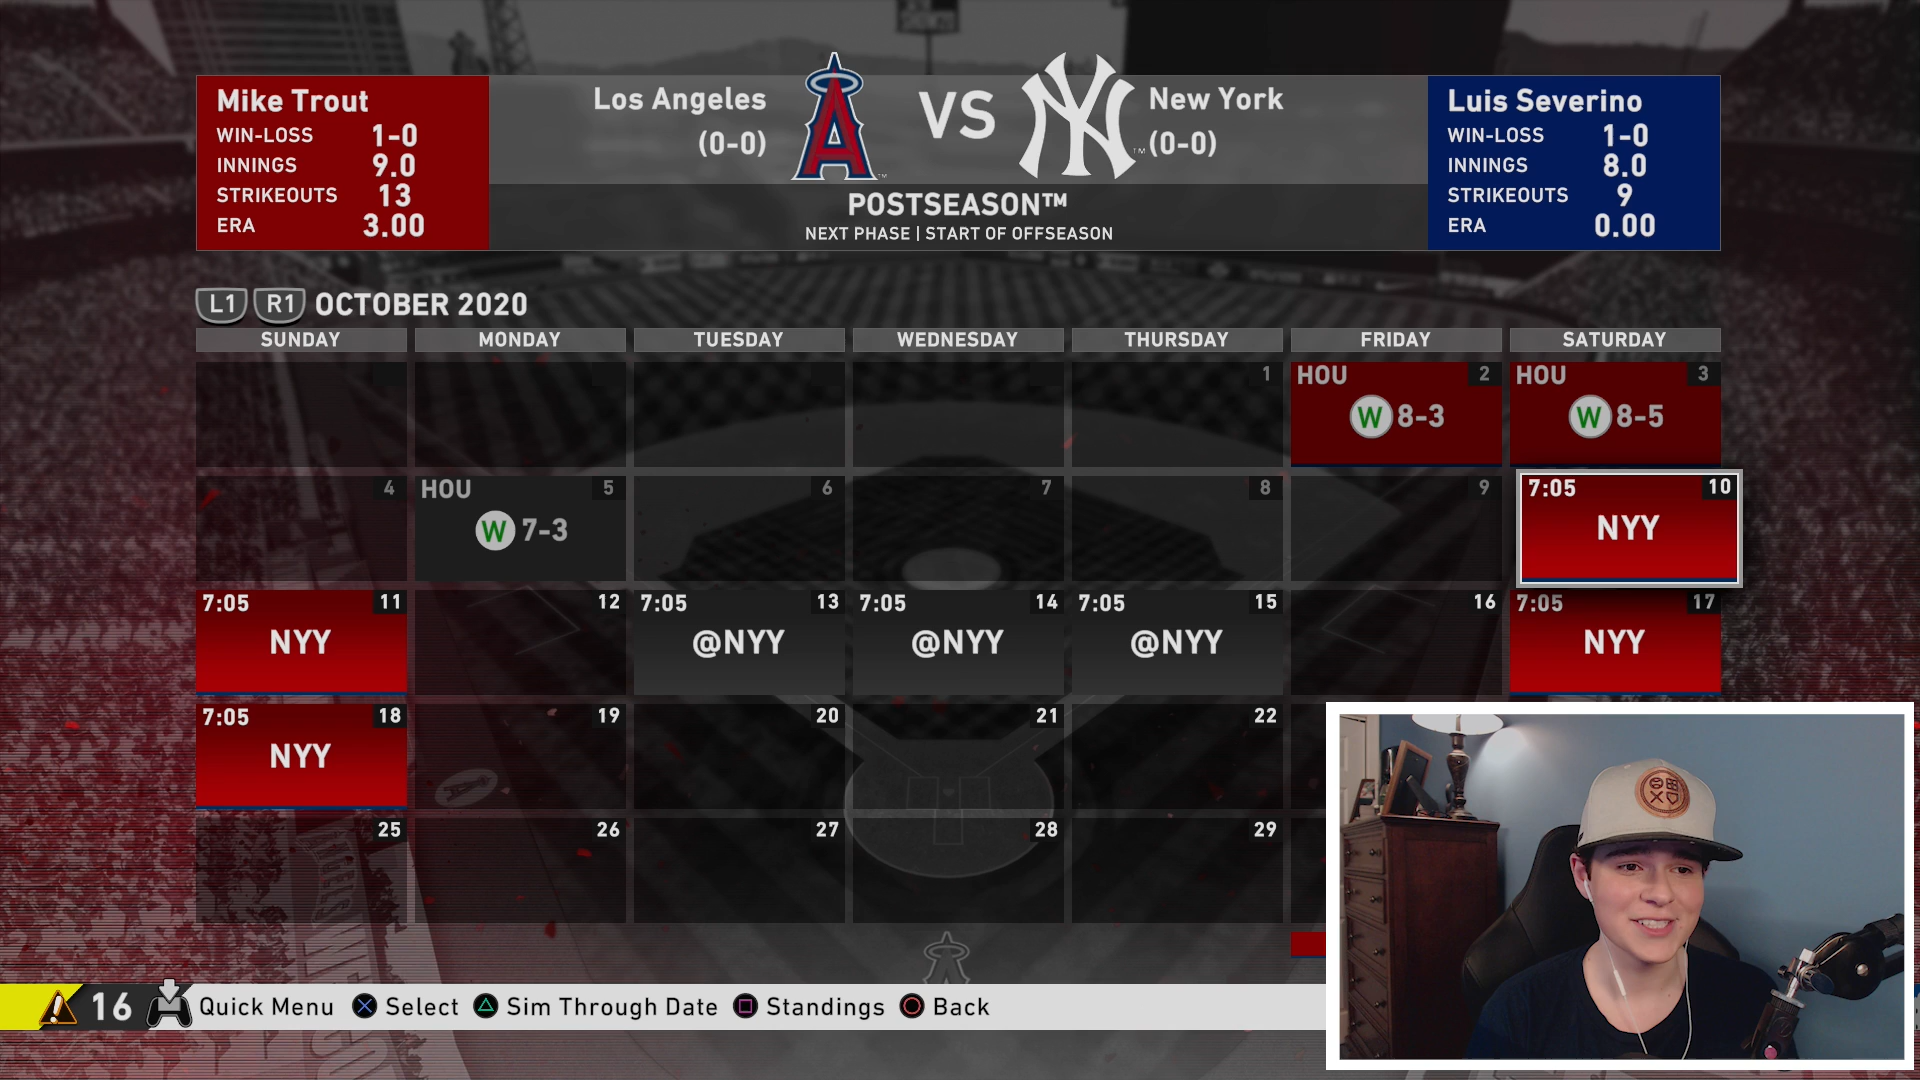 Mike Trout
WIN-LOSS 1-0
INNINGS 9.0
STRIKEOUTS 13
ERA 3.00
Los Angeles
(0-0)
A
VS
NY
New York
(0-0)
POSTSEASON™
NEXT PHASE | START OF OFFSEASON
Luis Severino
WIN-LOSS 1-0
INNINGS 8.0
STRIKEOUTS 9
ERA 0.00
L1 R1 OCTOBER 2020
SUNDAY MONDAY TUESDAY WEDNESDAY THURSDAY FRIDAY SATURDAY
1 HOU 2 HOU 3
W 8-3 W 8-5
4 HOU 5 6 7 8 9 7:05 10
W 7-3 NYY
7:05 11 12 7:05 13 7:05 14 7:05 15 16 7:05 17
NYY @NYY @NYY @NYY NYY
7:05 18 19 20 21 22
NYY
25 26 27 28 29
16 Quick Menu Select Sim Through Date Standings Back